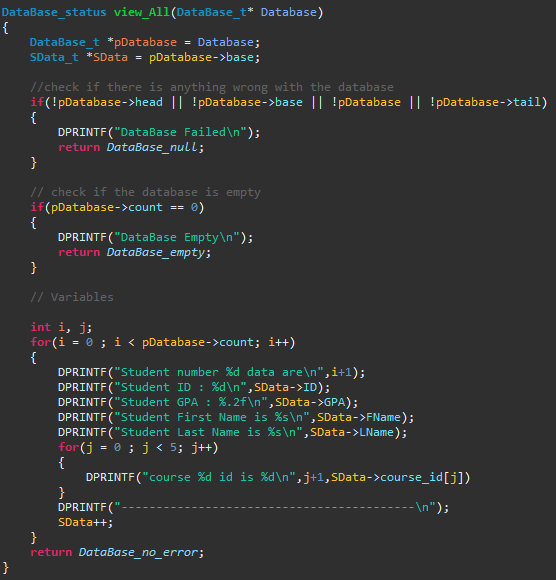 DataBase_status view_All(DataBase_t* Database)
{
    DataBase_t *pDatabase = Database;
    SData_t *SData = pDatabase->base;

    //check if there is anything wrong with the database
    if(!pDatabase->head || !pDatabase->base || !pDatabase || !pDatabase->tail)
    {
        DPRINTF("DataBase Failed\n");
        return DataBase_null;
    }

    // check if the database is empty
    if(pDatabase->count == 0)
    {
        DPRINTF("DataBase Empty\n");
        return DataBase_empty;
    }

    // Variables

    int i, j;
    for(i = 0 ; i < pDatabase->count; i++)
    {
        DPRINTF("Student number %d data are\n",i+1);
        DPRINTF("Student ID : %d\n",SData->ID);
        DPRINTF("Student GPA : %.2f\n",SData->GPA);
        DPRINTF("Student First Name is %s\n",SData->FName);
        DPRINTF("Student Last Name is %s\n",SData->LName);
        for(j = 0 ; j < 5; j++)
        {
            DPRINTF("course %d id is %d\n",j+1,SData->course_id[j])
        }
        DPRINTF("------------------------------------------\n");
        SData++;
    }
    return DataBase_no_error;
}